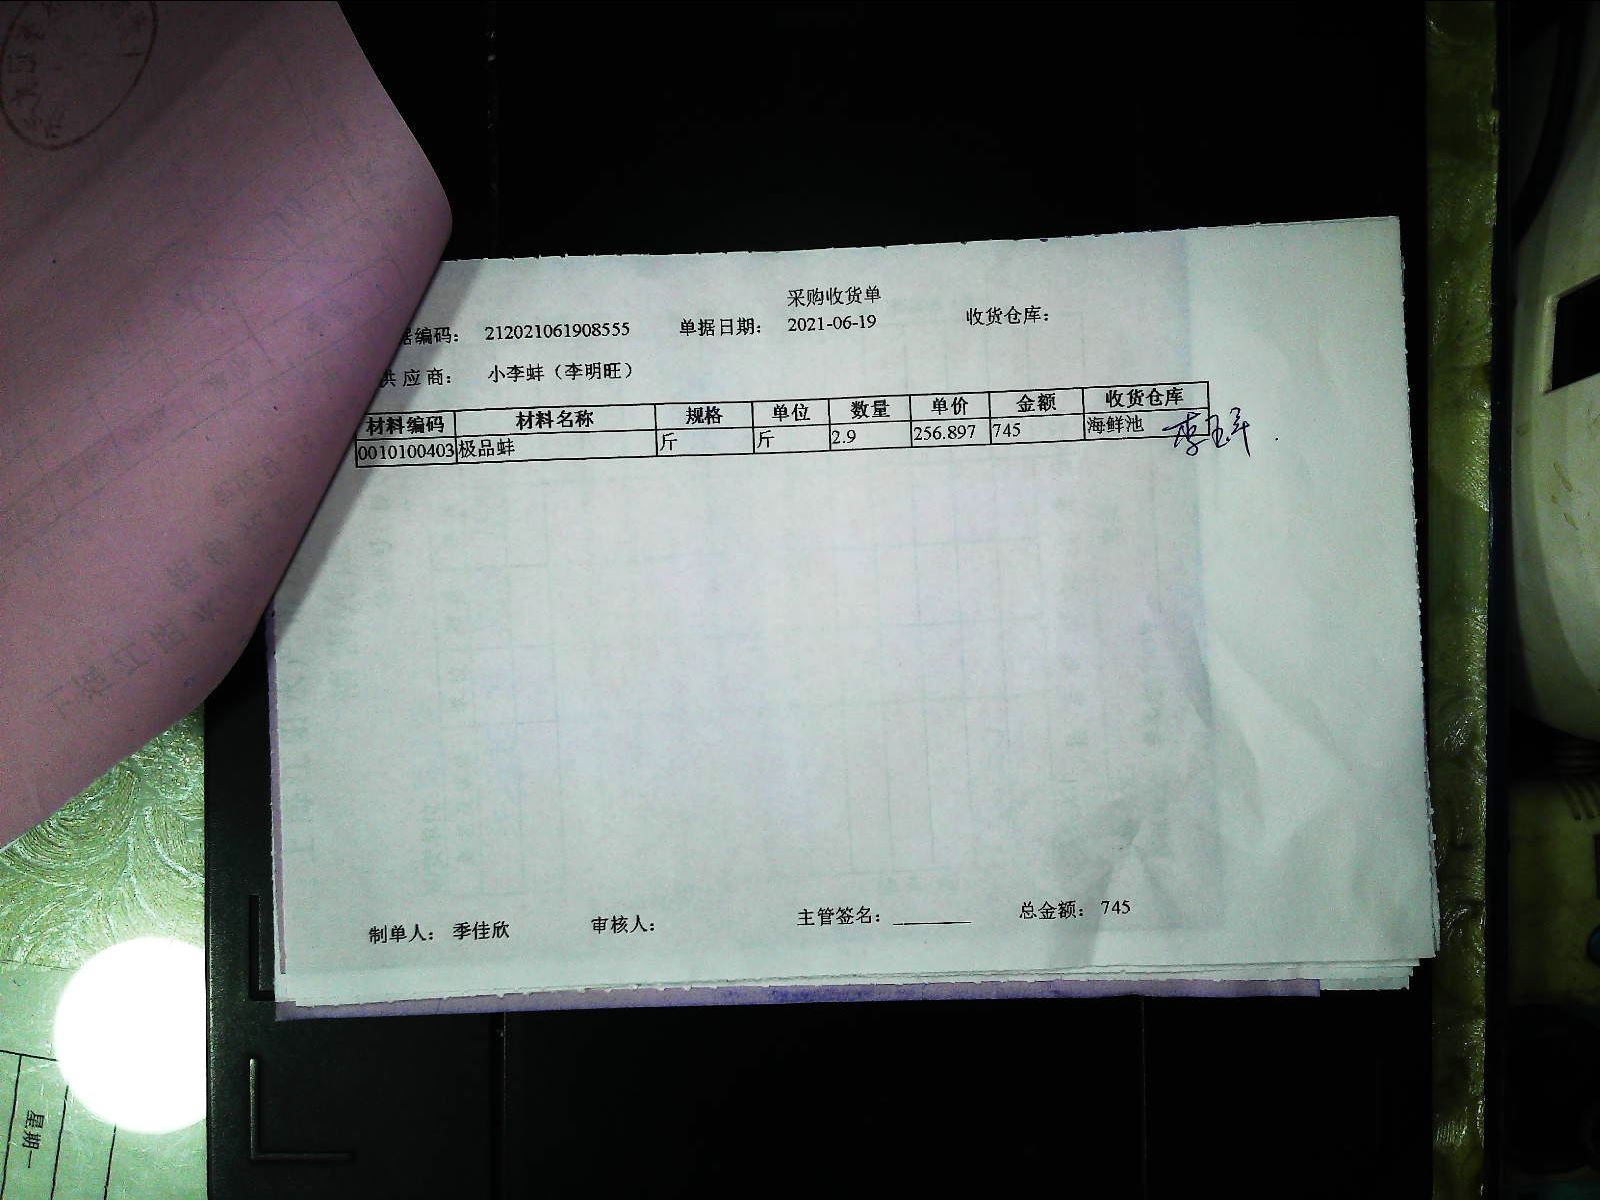 采购收货单
据编码： 212021061908555 单据日期： 2021-06-19 收货仓库：
供应商： 小李蚌（李明旺）
材料编码 材料名称 规格 单位 数量 单价 金额 收货仓库
0010100403 极品蚌 斤 斤 2.9 256.897 745 海鲜池
制单人： 季佳欣 审核人： 主管签名： 总金额： 745
星期一